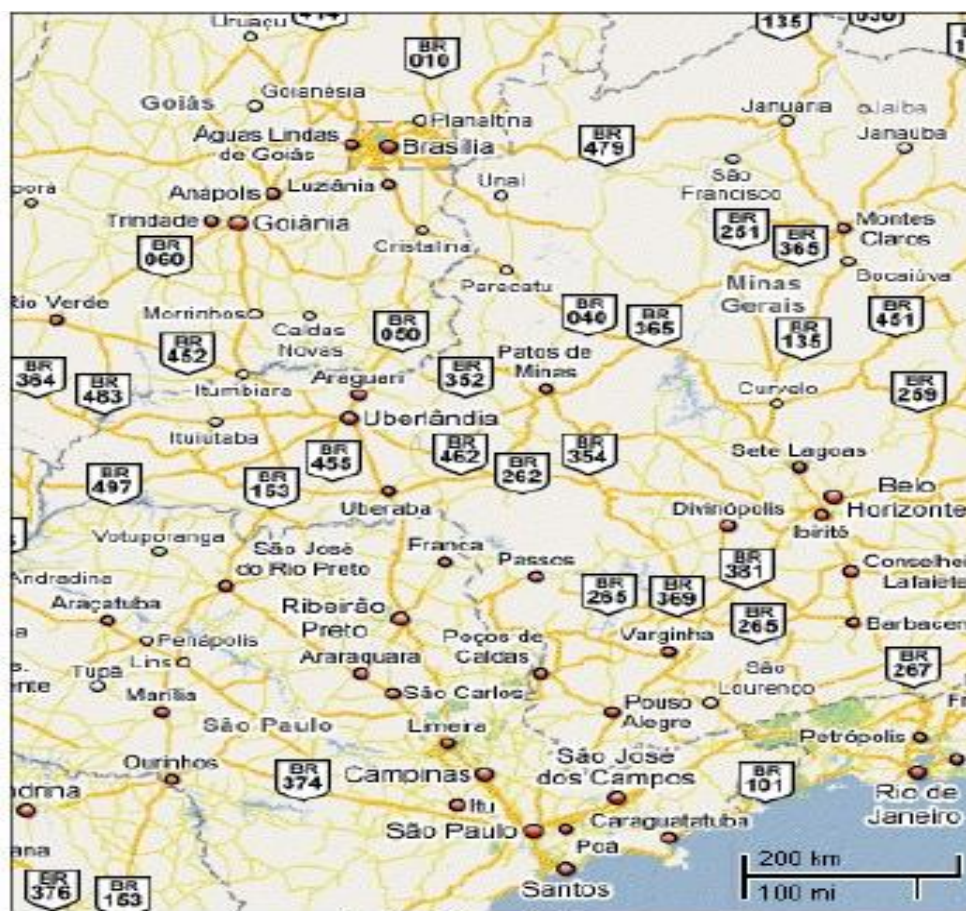 Uruaçu
BR
414
BR
010
BR
135
Goiás
Goianésia
Planaltina
Januária
Jaíba
Águas Lindas
de Goiás
Brasília
BR
479
Janaúba
Anápolis
Luziânia
Unaí
São
Francisco
Trindade
Goiânia
Cristalina
BR
251
BR
365
Montes
Claros
BR
060
Paracatu
Minas
Gerais
Bocaiúva
Rio Verde
Morrinhos
Caldas
Novas
BR
050
BR
040
BR
365
BR
135
BR
451
BR
364
BR
483
BR
452
Itumbiara
Araguari
BR
352
Patos de
Minas
Curvelo
BR
259
Uberlândia
Ituiutaba
BR
497
BR
153
BR
455
BR
462
BR
262
BR
354
Sete Lagoas
Uberaba
Divinópolis
Belo
Horizonte
Ibirité
Votuporanga
São José
do Rio Preto
Franca
Passos
BR
381
Conselhei
Lafaiete
Andradina
Araçatuba
Ribeirão
Preto
BR
265
BR
369
BR
265
Barbacen
Penápolis
Lins
Tupã
Araraquara
Poços de
Caldas
Varginha
São
Lourenço
BR
267
Marília
São Carlos
São Paulo
Limeira
Pouso
Alegre
Petrópolis
Ourinhos
BR
374
Campinas
São José
dos Campos
BR
101
Rio de
Janeiro
ndrina
Itu
São Paulo
Poá
Caraguatatuba
Santos
BR
376
BR
153
200 km
100 mi